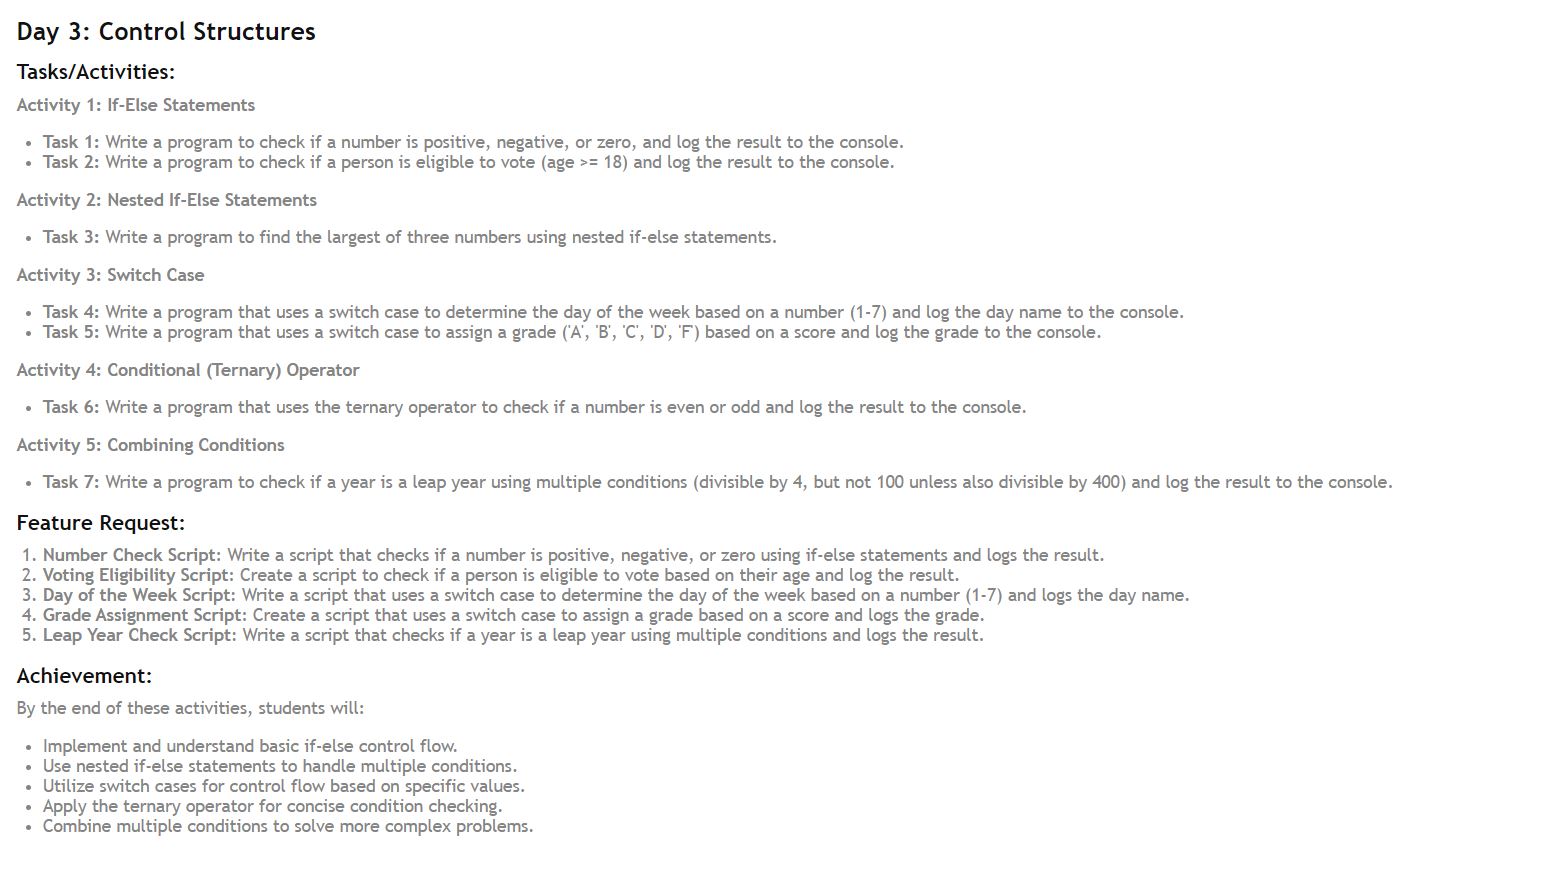 Day 3: Control Structures
Tasks/Activities:
Activity 1: If-Else Statements
• Task 1: Write a program to check if a number is positive, negative, or zero, and log the result to the console.
• Task 2: Write a program to check if a person is eligible to vote (age >= 18) and log the result to the console.
Activity 2: Nested If-Else Statements
• Task 3: Write a program to find the largest of three numbers using nested if-else statements.
Activity 3: Switch Case
• Task 4: Write a program that uses a switch case to determine the day of the week based on a number (1-7) and log the day name to the console.
• Task 5: Write a program that uses a switch case to assign a grade ('A', 'B', 'C', 'D', 'F') based on a score and log the grade to the console.
Activity 4: Conditional (Ternary) Operator
• Task 6: Write a program that uses the ternary operator to check if a number is even or odd and log the result to the console.
Activity 5: Combining Conditions
• Task 7: Write a program to check if a year is a leap year using multiple conditions (divisible by 4, but not 100 unless also divisible by 400) and log the result to the console.
Feature Request:
1. Number Check Script: Write a script that checks if a number is positive, negative, or zero using if-else statements and logs the result.
2. Voting Eligibility Script: Create a script to check if a person is eligible to vote based on their age and log the result.
3. Day of the Week Script: Write a script that uses a switch case to determine the day of the week based on a number (1-7) and logs the day name.
4. Grade Assignment Script: Create a script that uses a switch case to assign a grade based on a score and logs the grade.
5. Leap Year Check Script: Write a script that checks if a year is a leap year using multiple conditions and logs the result.
Achievement:
By the end of these activities, students will:
• Implement and understand basic if-else control flow.
• Use nested if-else statements to handle multiple conditions.
• Utilize switch cases for control flow based on specific values.
• Apply the ternary operator for concise condition checking.
• Combine multiple conditions to solve more complex problems.